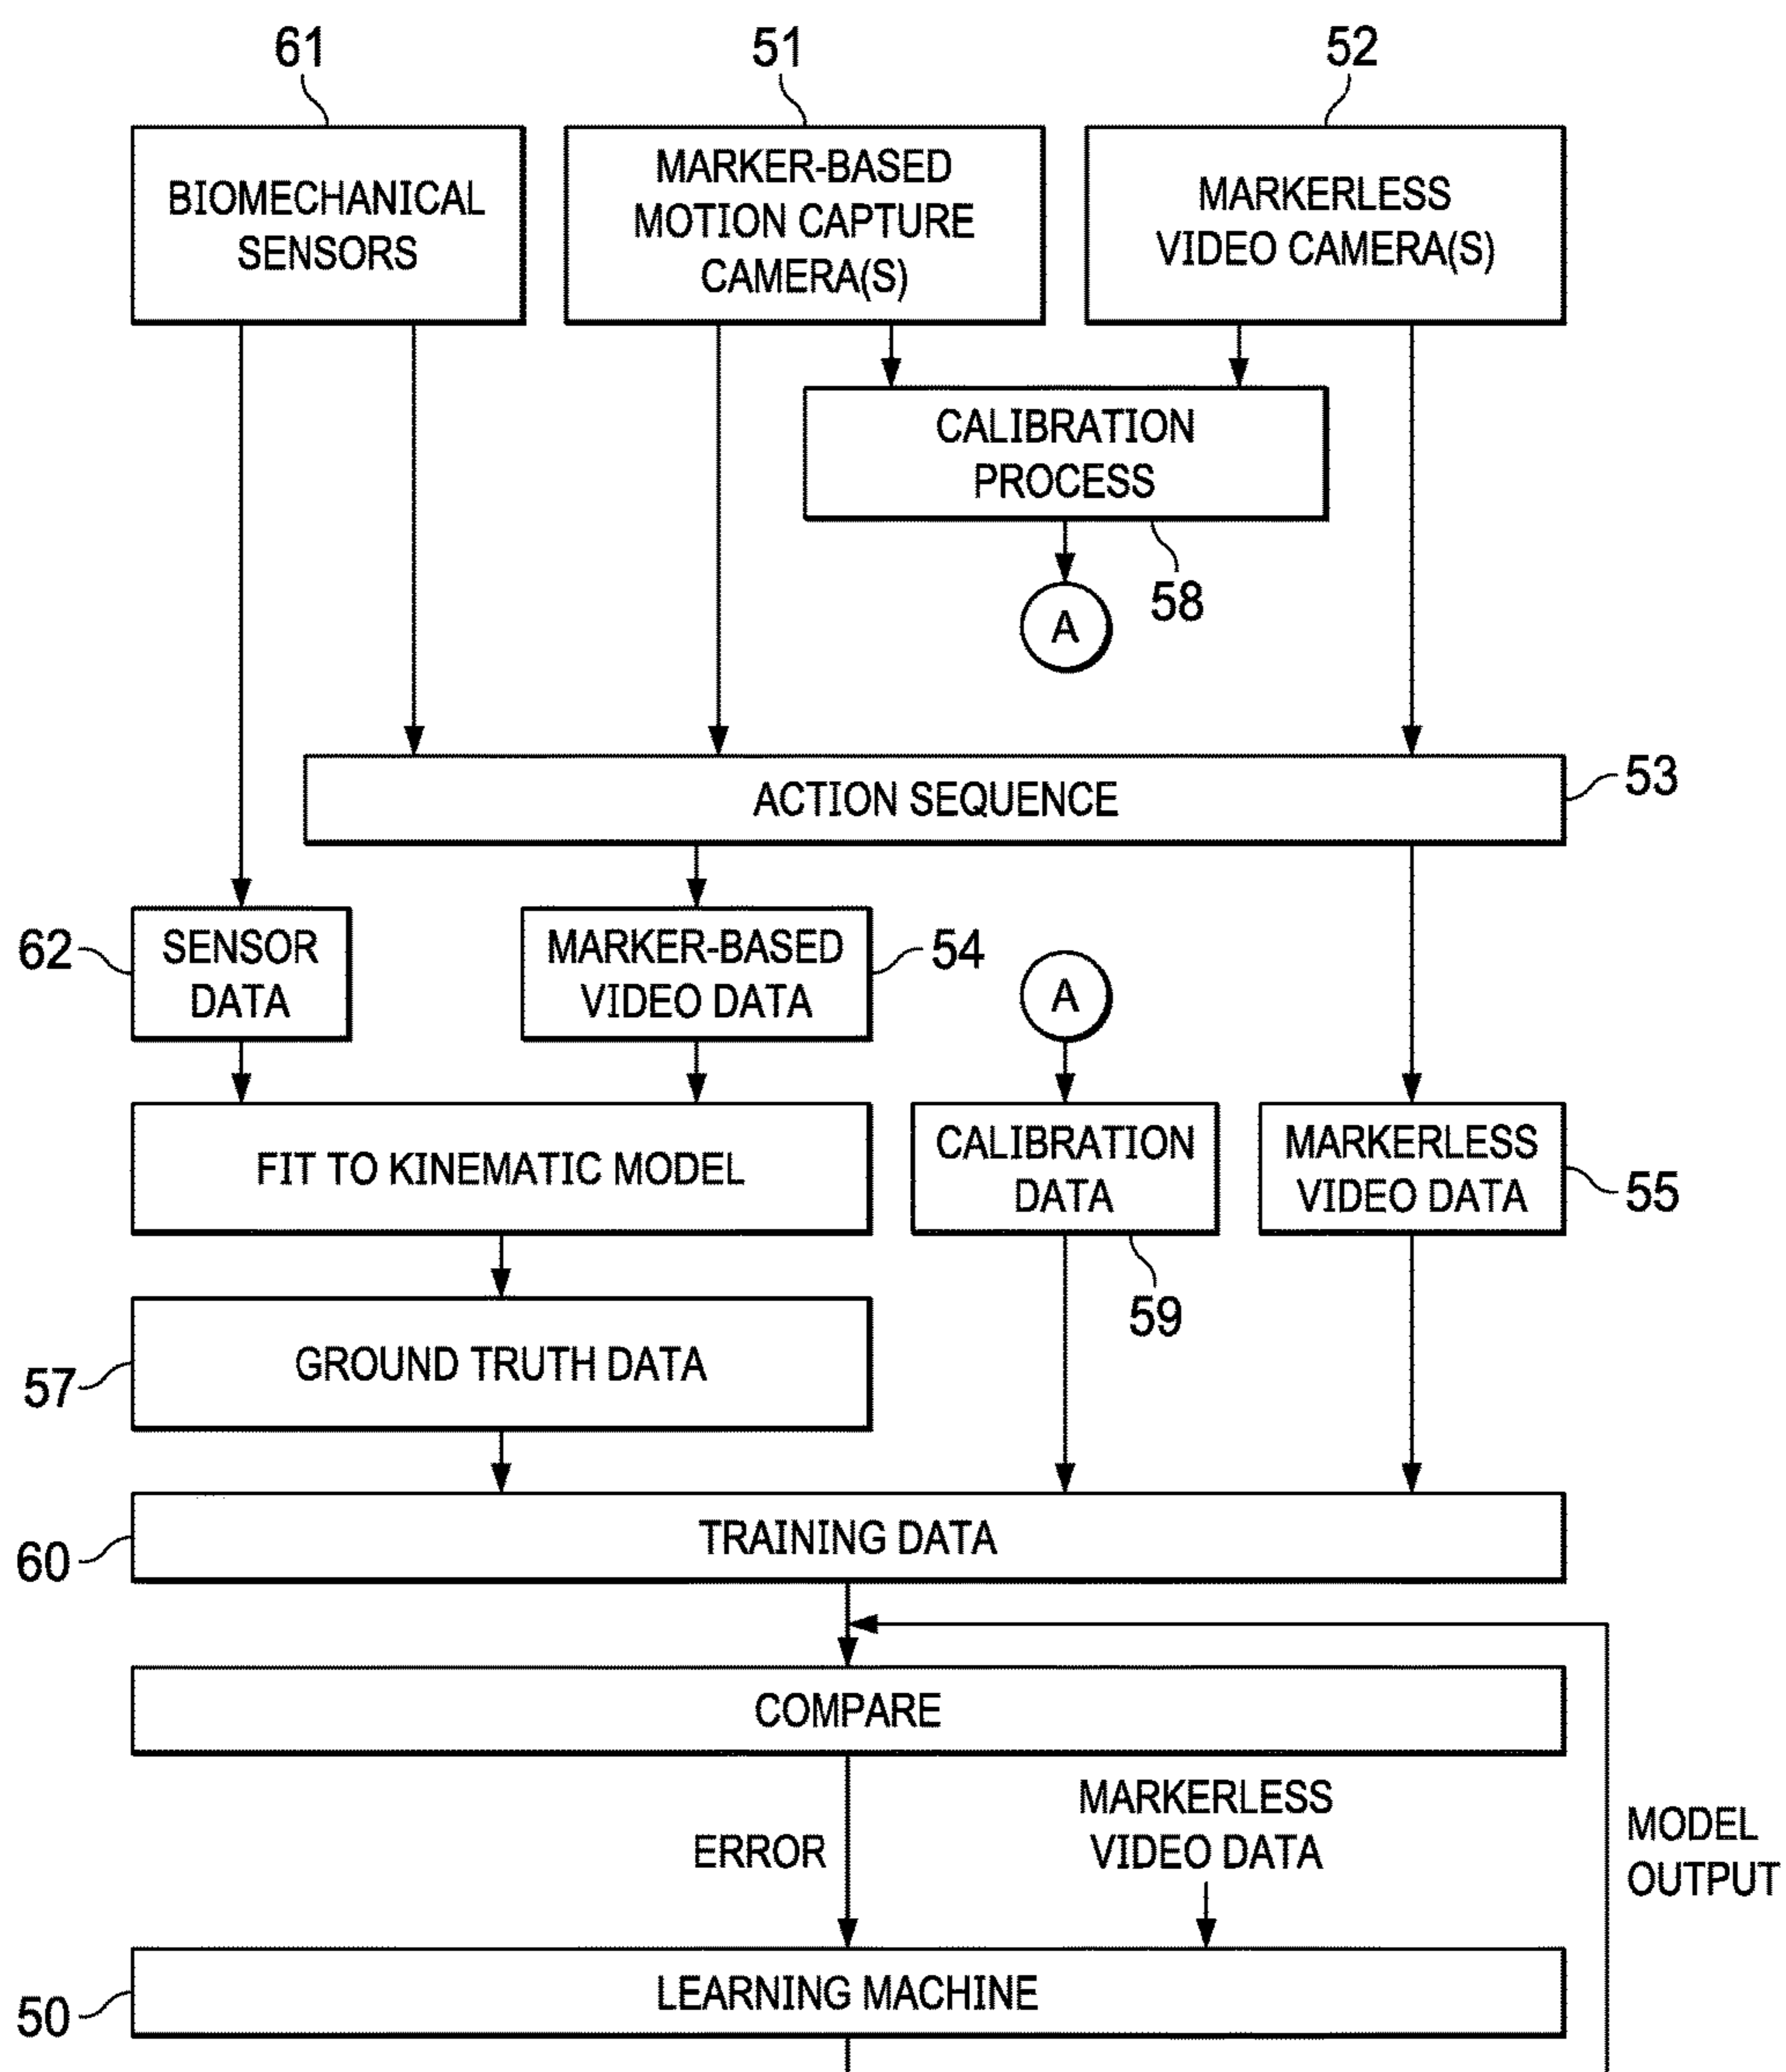 61
51
52
BIOMECHANICAL
SENSORS
MARKER-BASED
MOTION CAPTURE
CAMERA(S)
MARKERLESS
VIDEO CAMERA(S)
CALIBRATION
PROCESS
58
A
ACTION SEQUENCE
53
62
SENSOR
DATA
MARKER-BASED
VIDEO DATA
54
A
FIT TO KINEMATIC MODEL
CALIBRATION
DATA
59
MARKERLESS
VIDEO DATA
55
57
GROUND TRUTH DATA
60
TRAINING DATA
COMPARE
ERROR
MARKERLESS
VIDEO DATA
MODEL
OUTPUT
50
LEARNING MACHINE